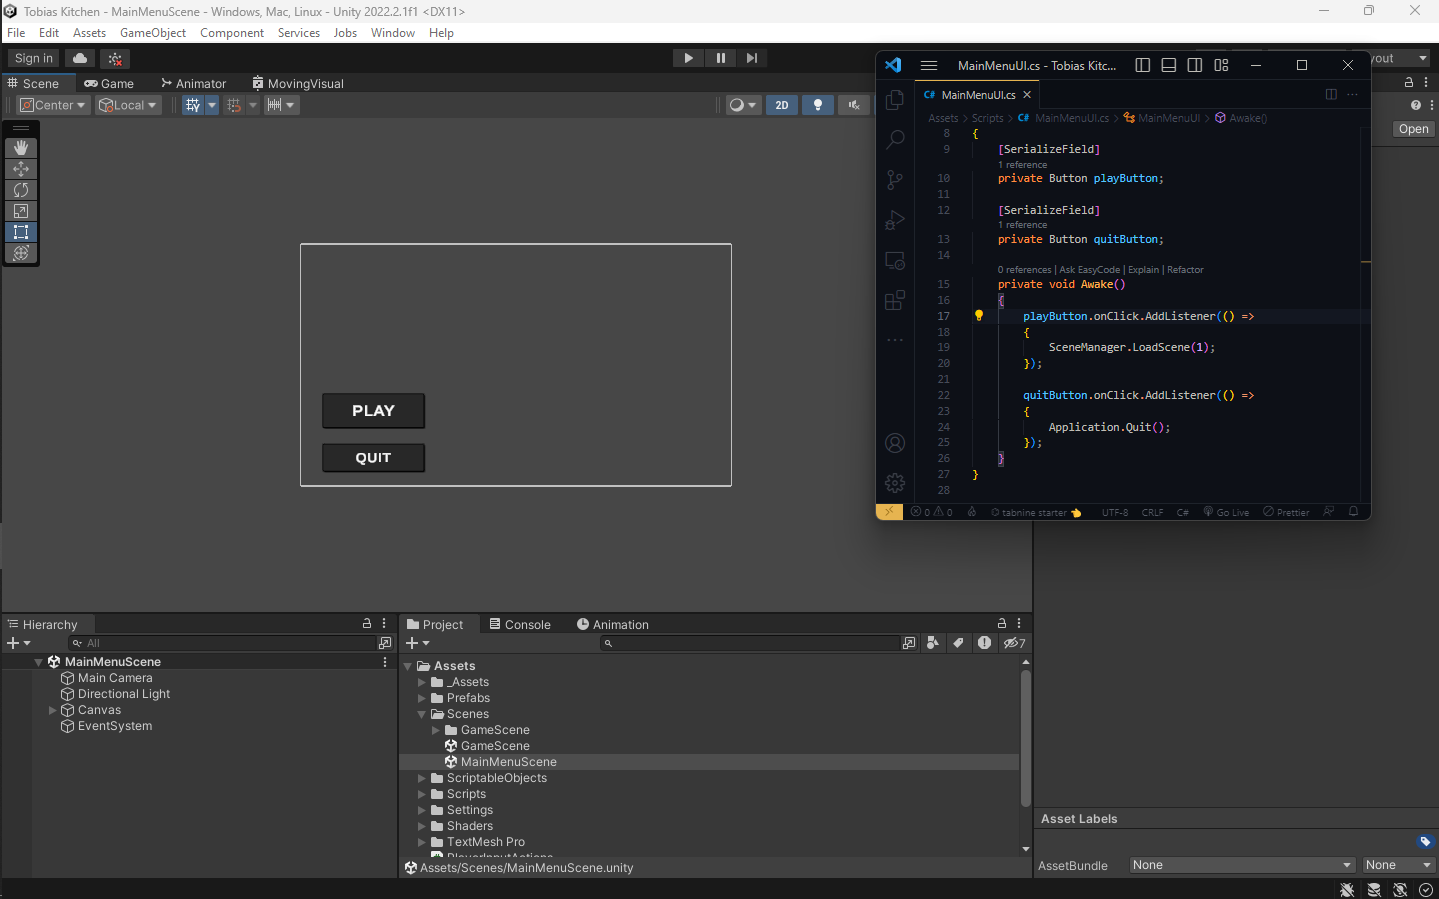 Tobias Kitchen - MainMenuScene - Windows, Mac, Linux - Unity 2022.2.1f1 <DX11>
File Edit Assets GameObject Component Services Jobs Window Help
Sign in
yout
Scene Game Animator MovingVisual
Center Local 2D
Open
PLAY
QUIT
MainMenuUI.cs - Tobias Kitc...
C# MainMenuUI.cs
Assets > Scripts > C# MainMenuUI.cs > MainMenuUI > Awake()
8 {
9 [SerializeField]
1 reference
10 private Button playButton;
11
12 [SerializeField]
1 reference
13 private Button quitButton;
14
0 references | Ask EasyCode | Explain | Refactor
15 private void Awake()
16 {
17 playButton.onClick.AddListener(() =>
18 {
19 SceneManager.LoadScene(1);
20 });
21
22 quitButton.onClick.AddListener(() =>
23 {
24 Application.Quit();
25 });
26 }
27 }
28
0 0 tabnine starter UTF-8 CRLF C# Go Live Prettier
Hierarchy
All
MainMenuScene
Main Camera
Directional Light
Canvas
EventSystem
Project Console Animation
7
Assets
_Assets
Prefabs
Scenes
GameScene
GameScene
MainMenuScene
ScriptableObjects
Scripts
Settings
Shaders
TextMesh Pro
PlayerInputActions
Assets/Scenes/MainMenuScene.unity
Asset Labels
AssetBundle None None